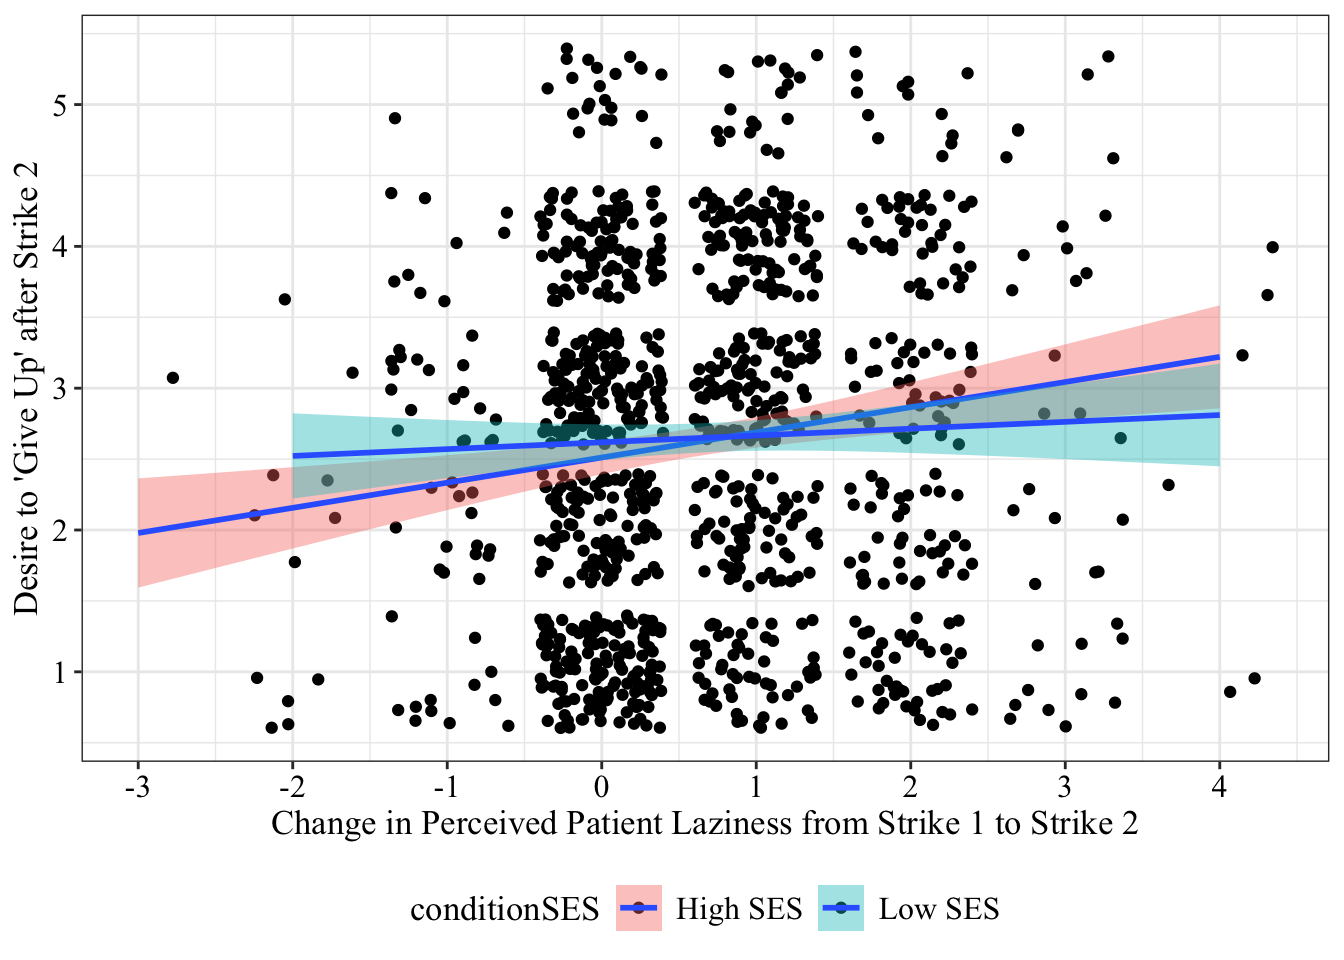 Desire to 'Give Up' after Strike 2
5
4
3
2
1
-3 -2 -1 0 1 2 3 4
Change in Perceived Patient Laziness from Strike 1 to Strike 2
conditionSES High SES Low SES